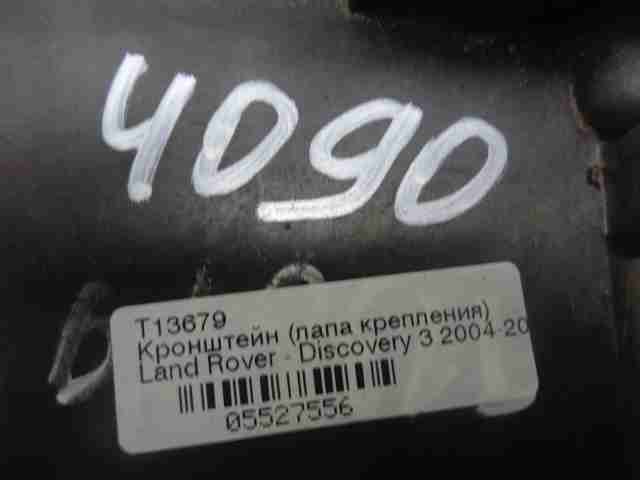 4090
T13679
Кронштейн (лапа крепления)
Land Rover - Discovery 3 2004-20
05527556